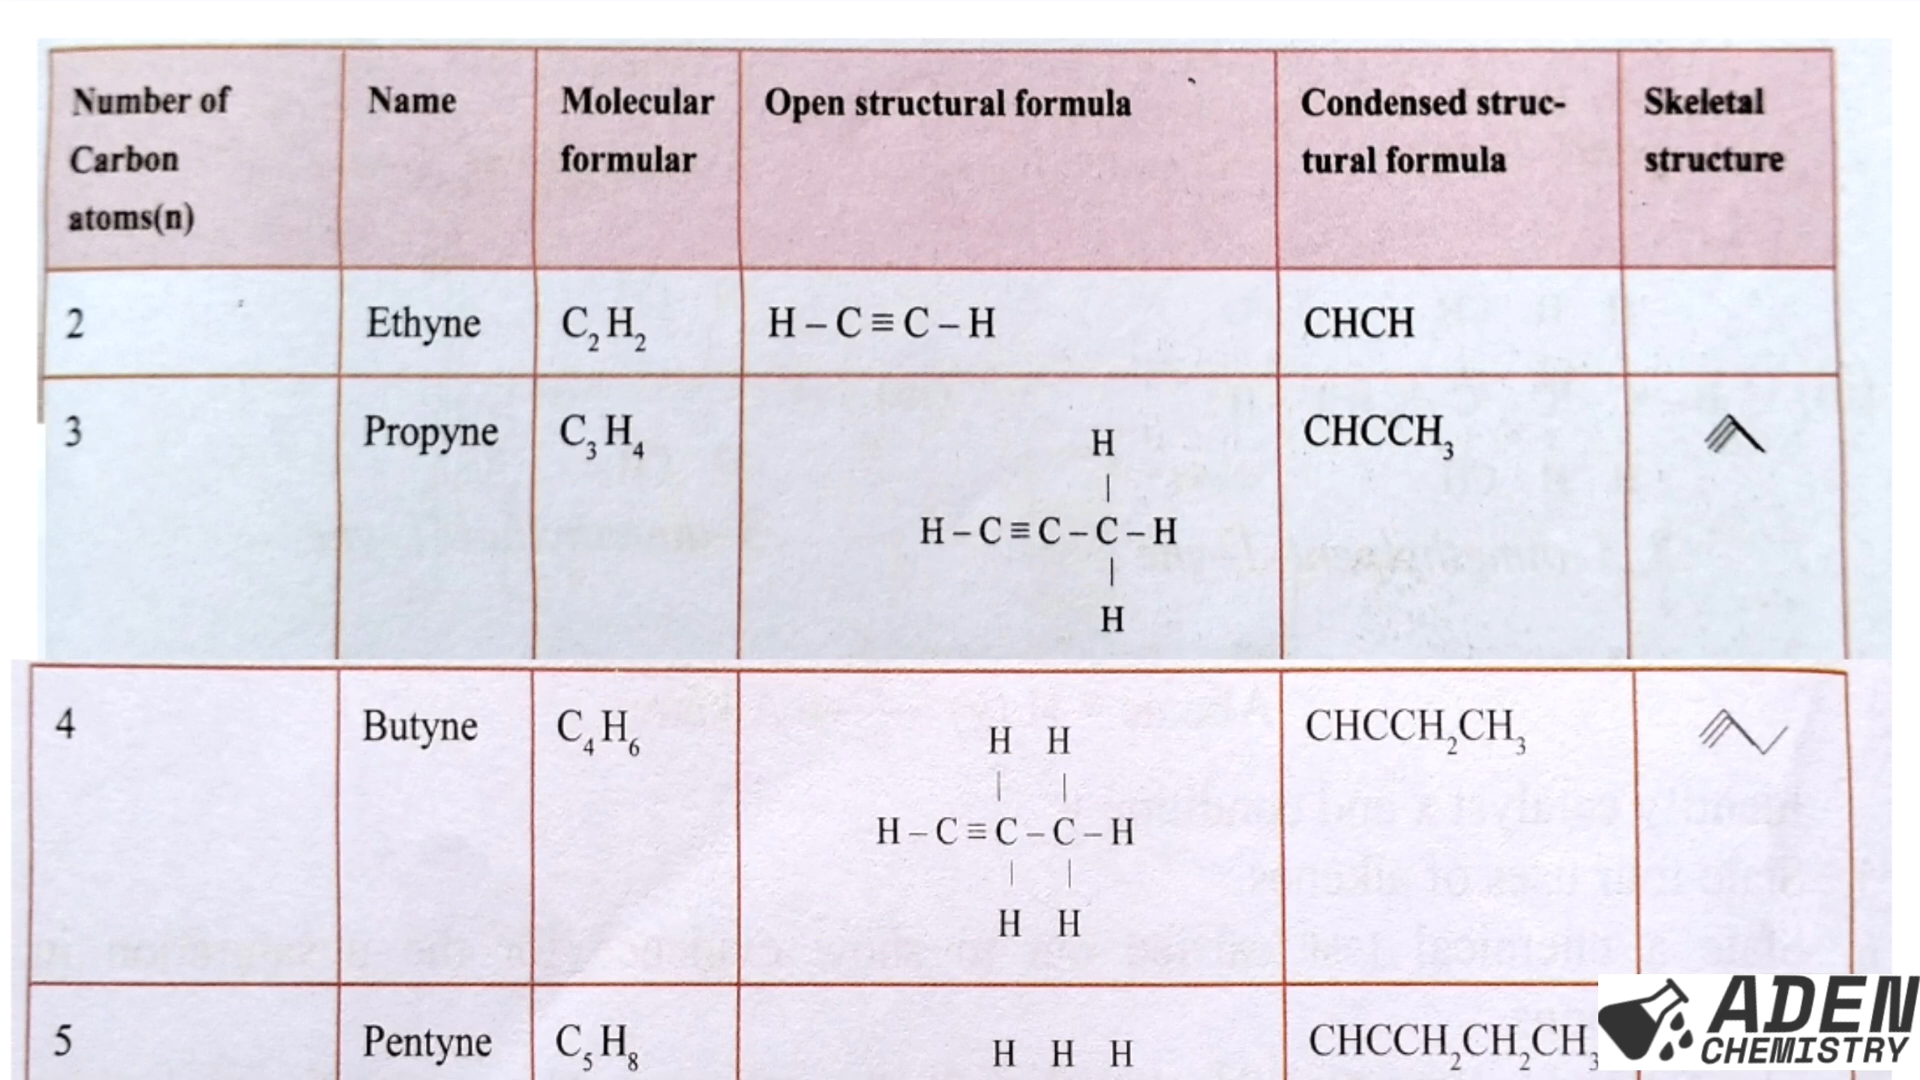 Number of
Carbon
atoms(n)
Name
Molecular
formular
Open structural formula
Condensed struc-
tural formula
Skeletal
structure
2
Ethyne
C₂H₂
H – C ≡ C – H
CHCH
3
Propyne
C₃H₄
H
|
H – C ≡ C – C – H
|
H
CHCCH₃
4
Butyne
C₄H₆
H H
| |
H – C ≡ C – C – H
| |
H H
CHCCH₂CH₃
5
Pentyne
C₅H₈
H H H
CHCCH₂CH₂CH₃
ADEN
CHEMISTRY